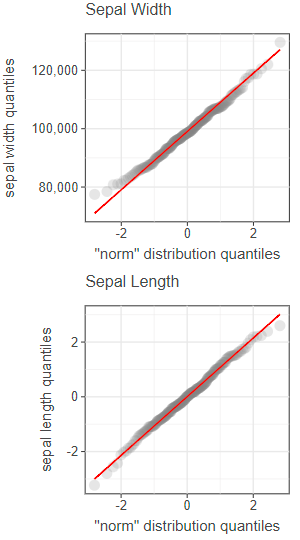 Sepal Width
120,000
100,000
80,000
sepal width quantiles
-2
0
2
"norm" distribution quantiles
Sepal Length
2
0
-2
sepal length quantiles
-2
0
2
"norm" distribution quantiles